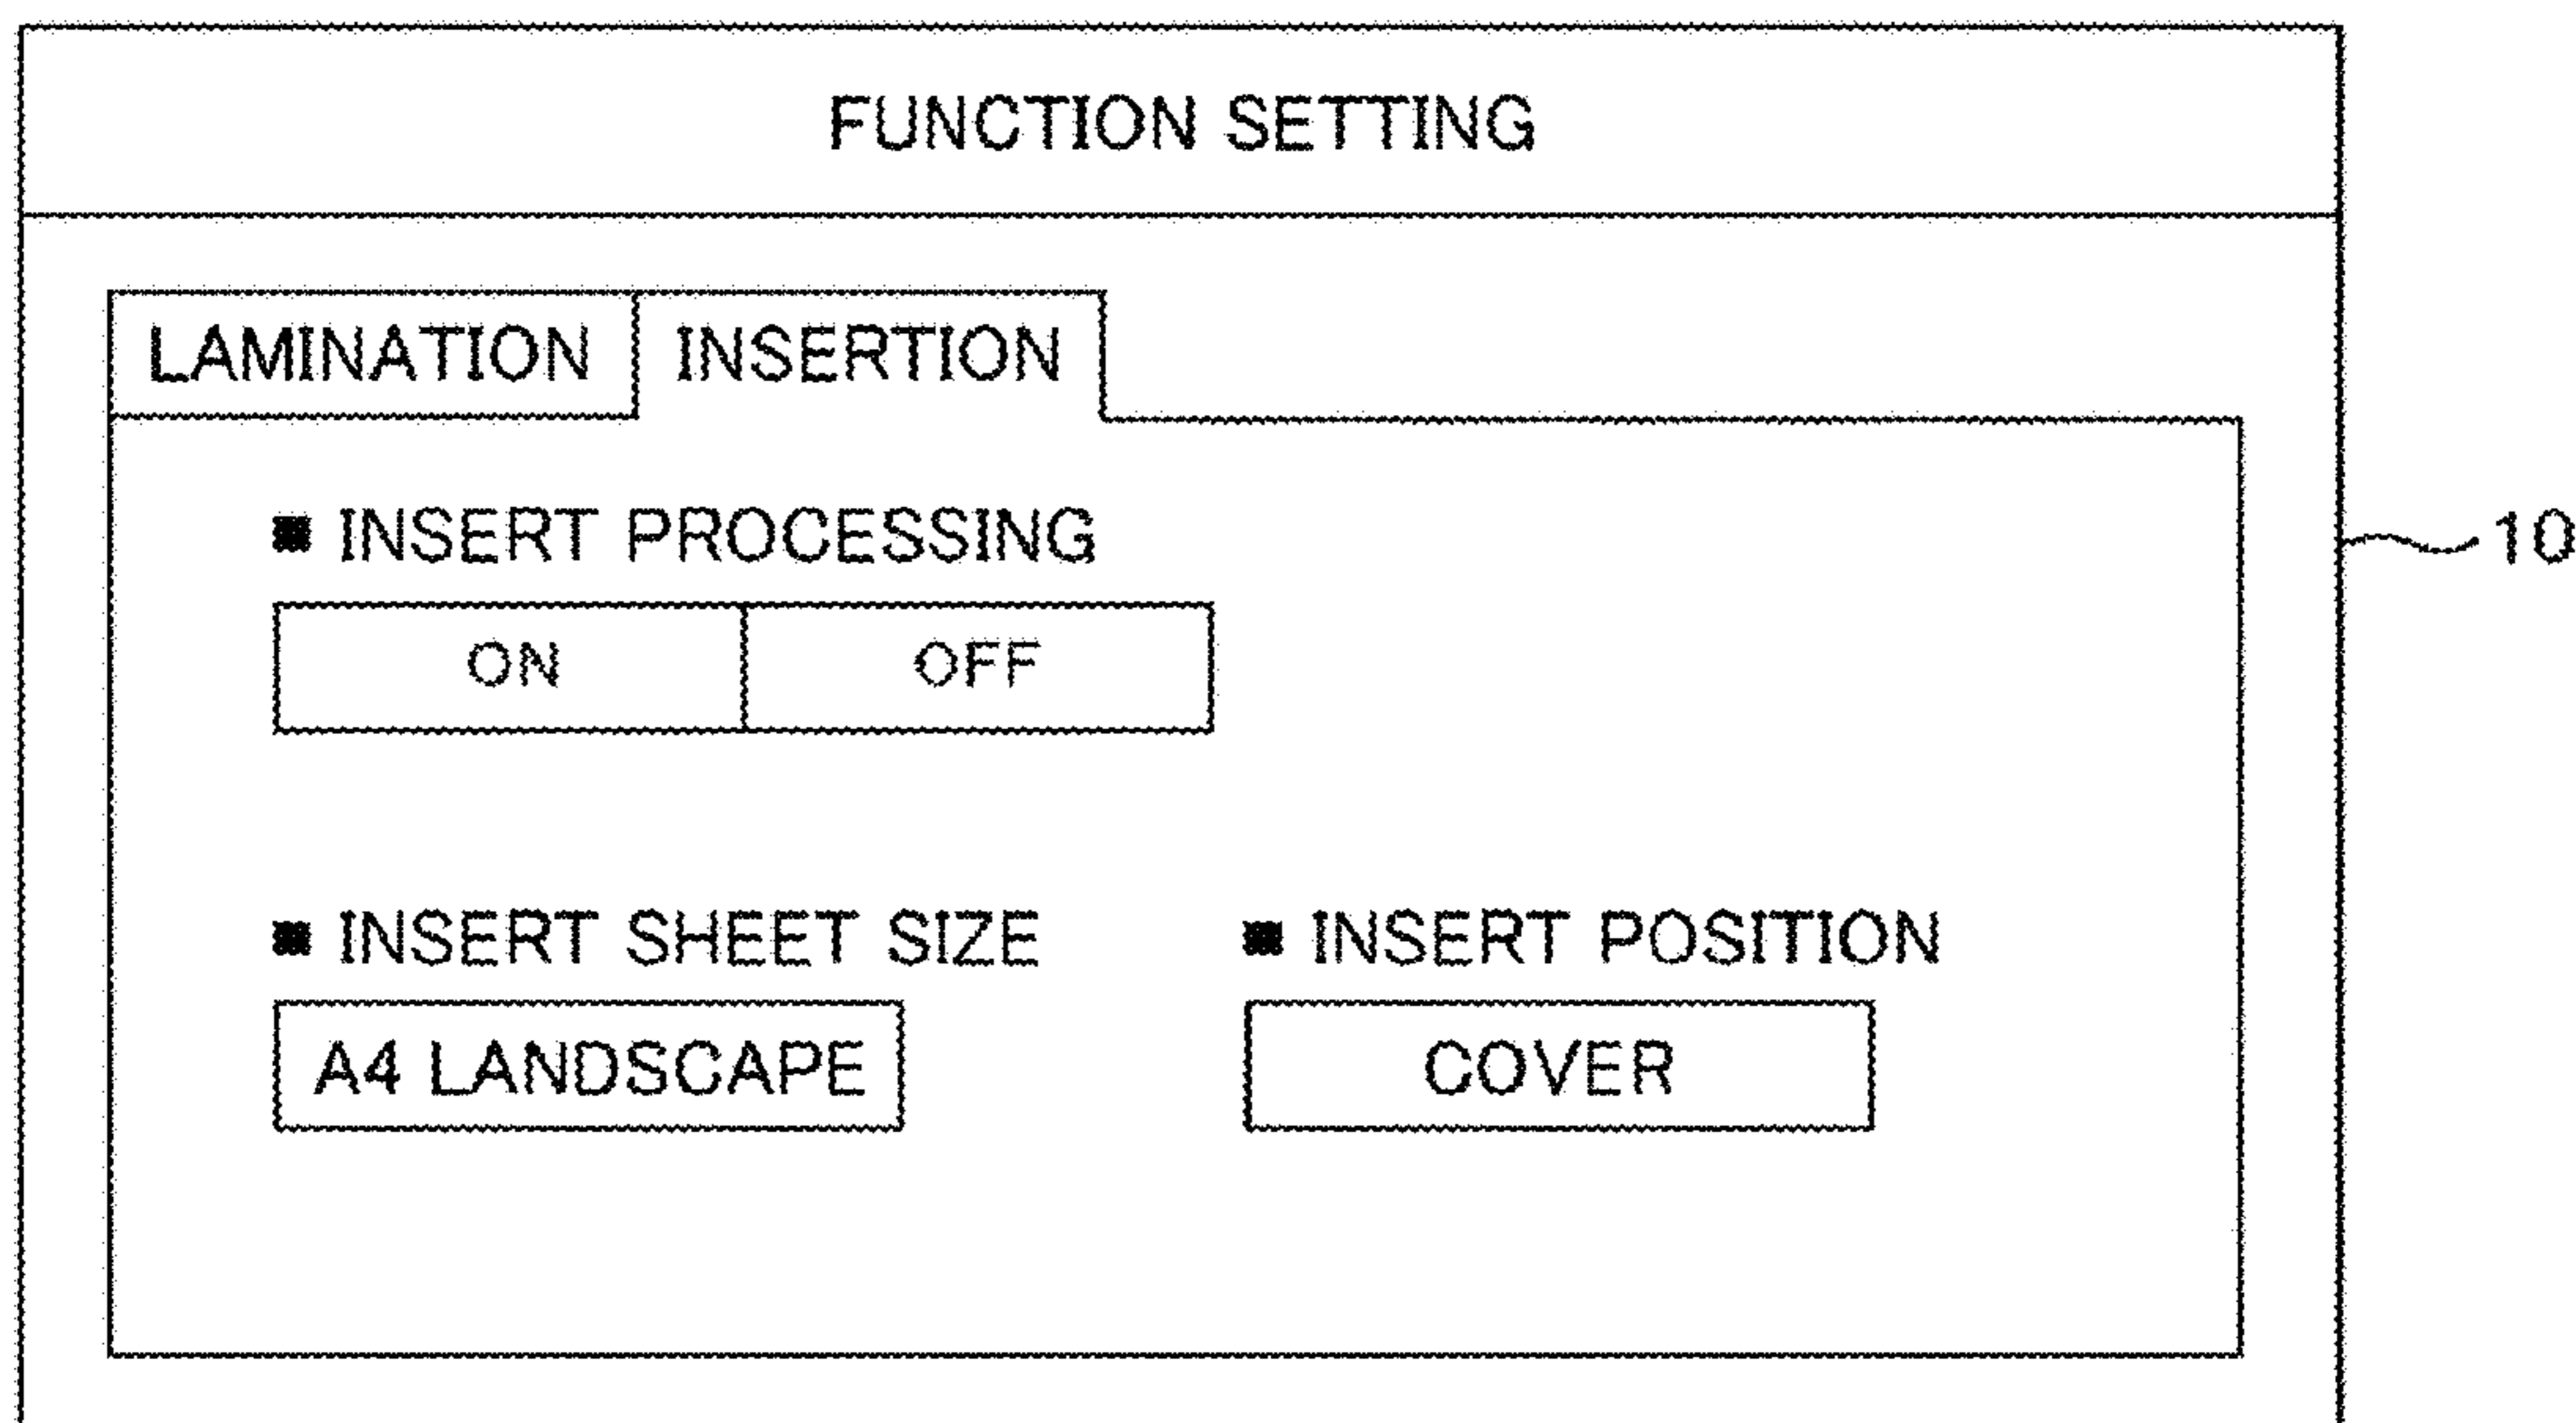 FUNCTION SETTING
LAMINATION INSERTION
■ INSERT PROCESSING
10
ON OFF
■ INSERT SHEET SIZE ■ INSERT POSITION
A4 LANDSCAPE COVER